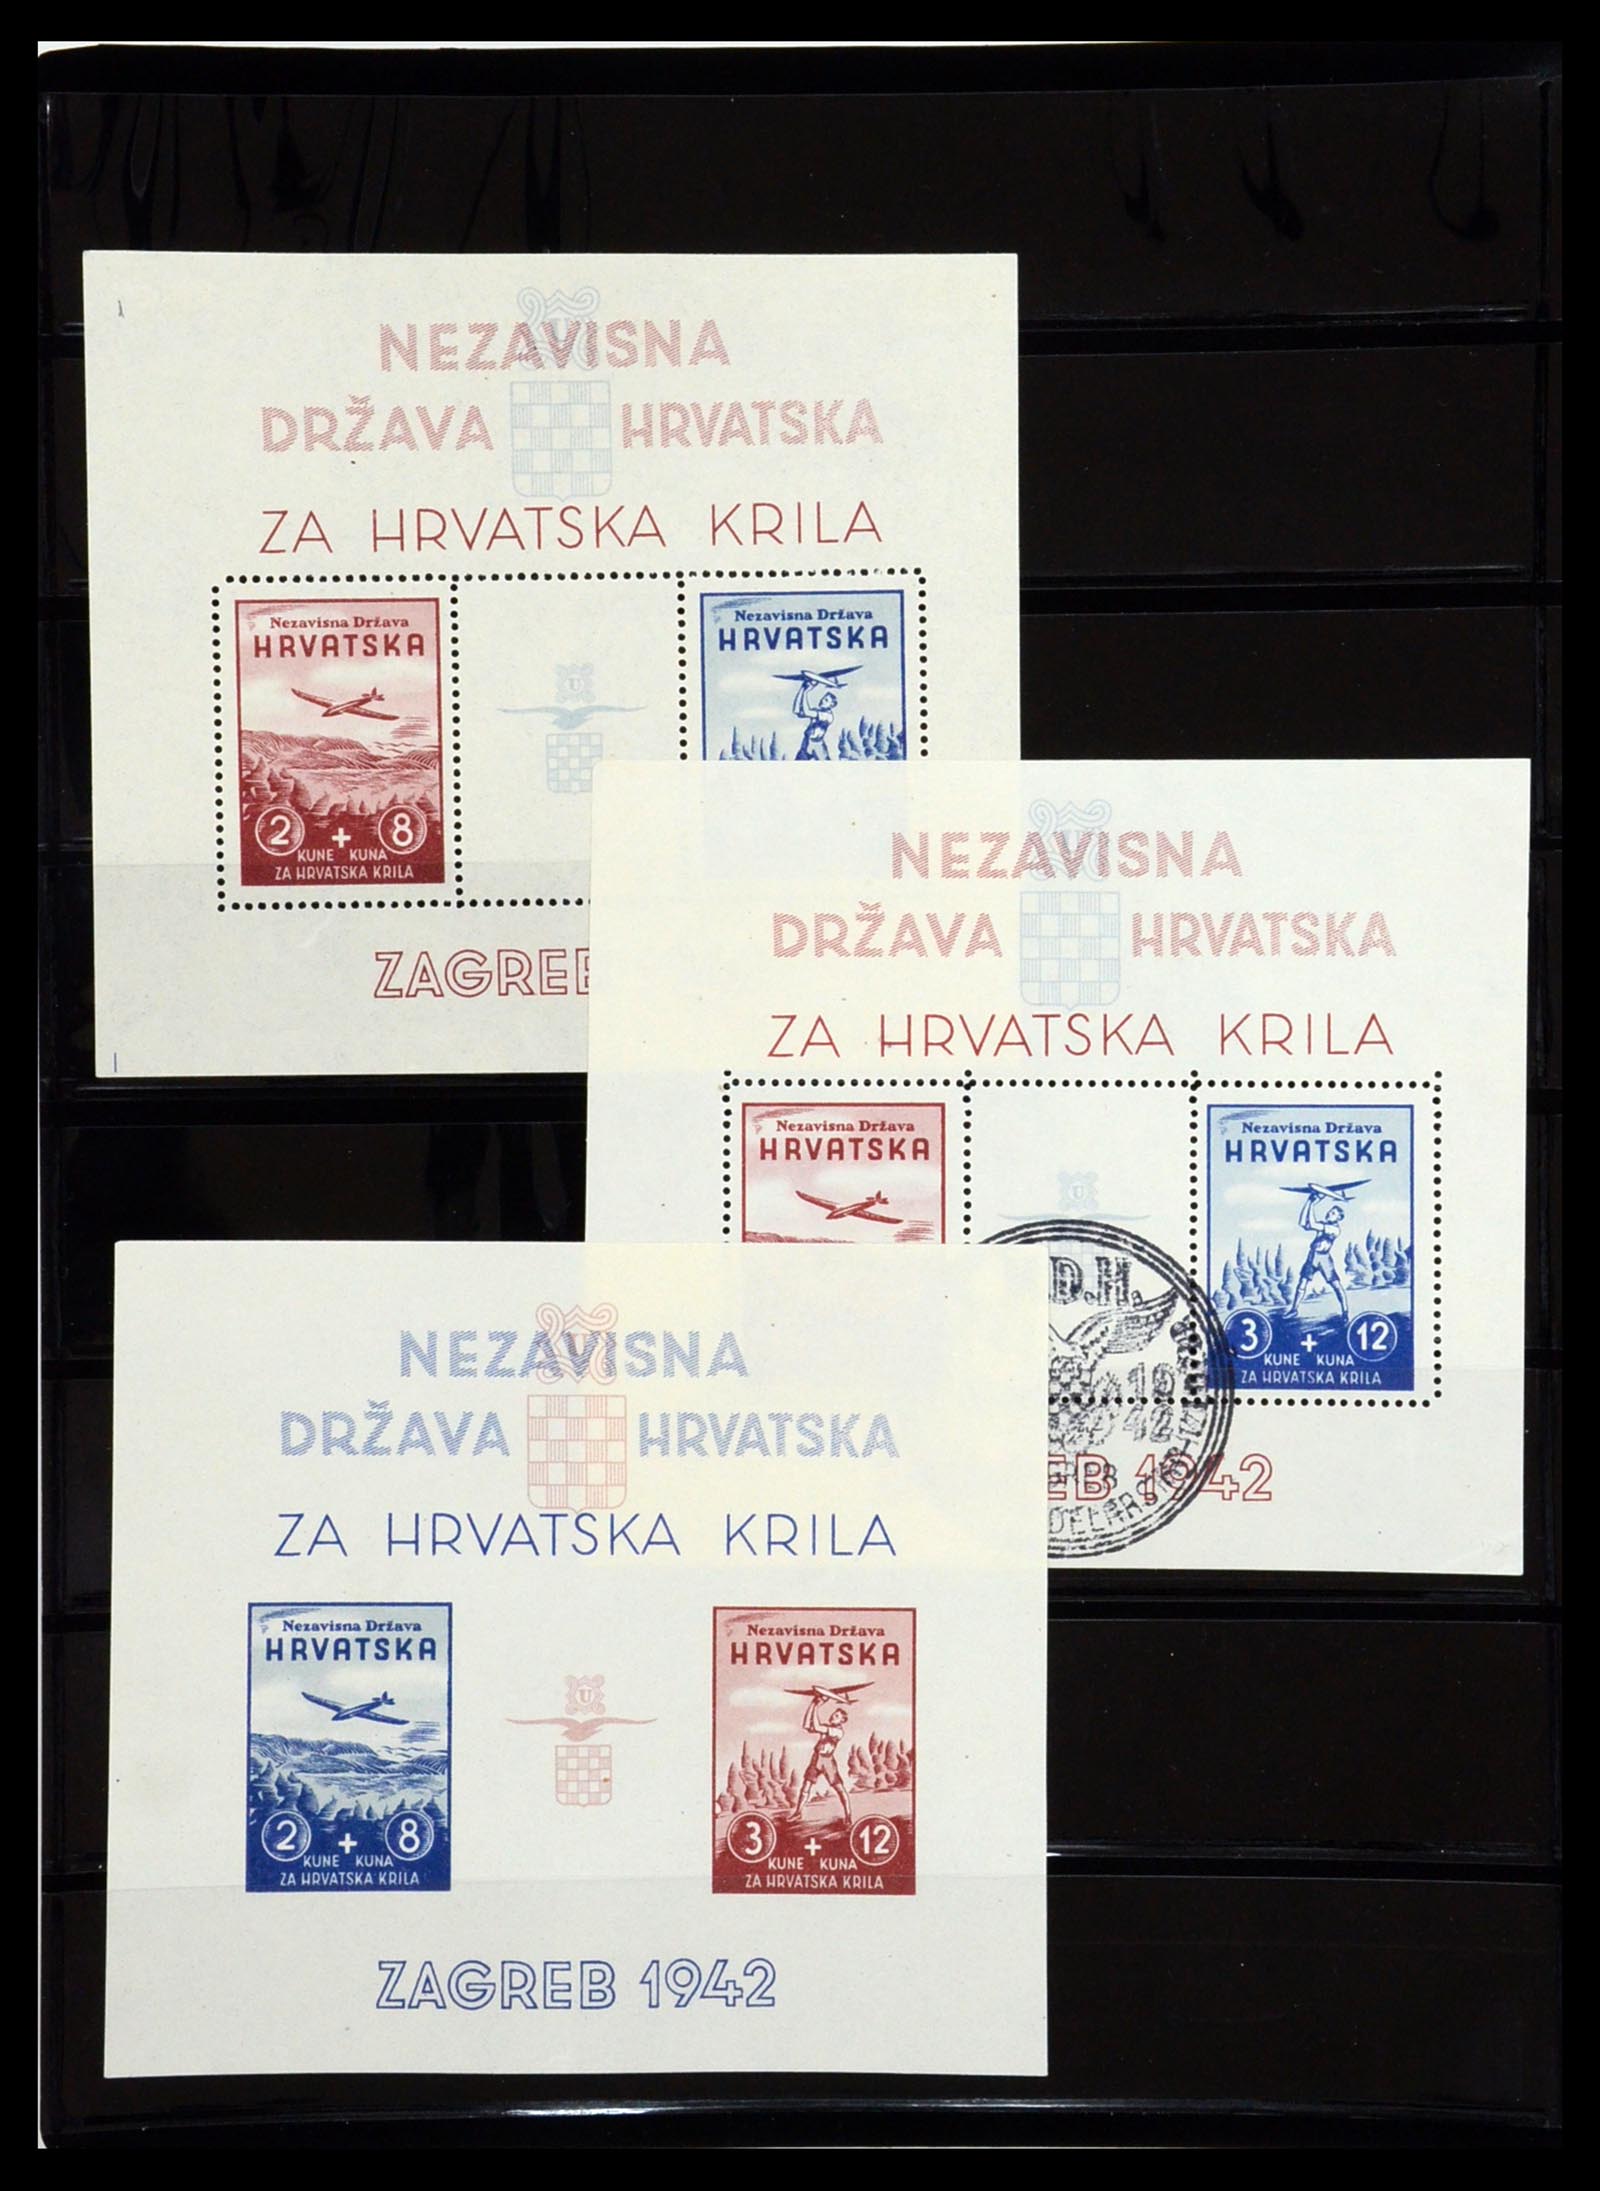 NEZAVISNA
DRŽAVA HRVATSKA
ZA HRVATSKA KRILA
Nezavisna Država
HRVATSKA
2 + 8
KUNE KUNA
ZA HRVATSKA KRILA
U
Nezavisna Država
HRVATSKA
NEZAVISNA
DRŽAVA HRVATSKA
ZA HRVATSKA KRILA
Nezavisna Država
HRVATSKA
U
Nezavisna Država
HRVATSKA
3 + 12
KUNE KUNA
ZA HRVATSKA KRILA
D.H.
1942
NEZAVISNA
DRŽAVA HRVATSKA
ZA HRVATSKA KRILA
Nezavisna Država
HRVATSKA
2 + 8
KUNE KUNA
ZA HRVATSKA KRILA
U
Nezavisna Država
HRVATSKA
3 + 12
KUNE KUNA
ZA HRVATSKA KRILA
ZAGREB 1942